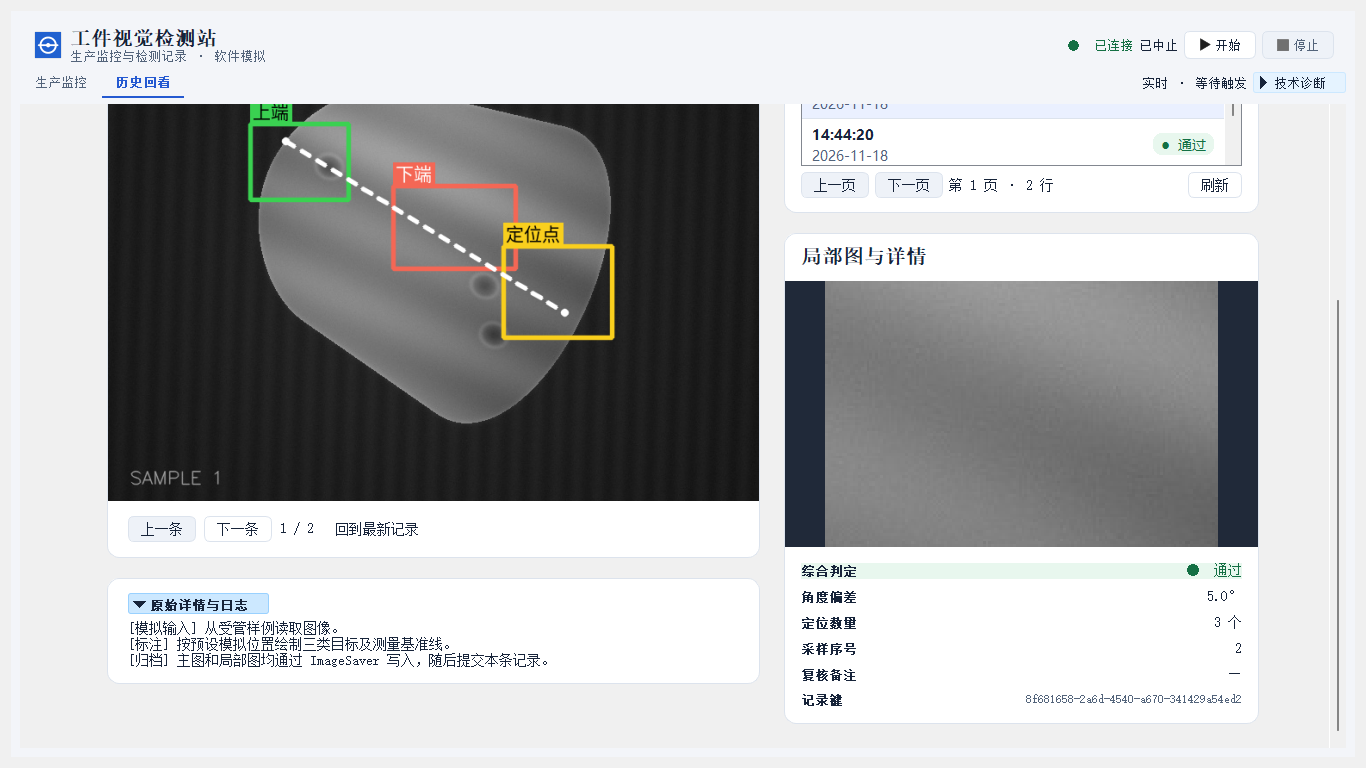 工件视觉检测站
生产监控与检测记录 · 软件模拟
已连接 已中止 开始 停止
生产监控 历史回看
实时 · 等待触发 技术诊断
上端
下端
定位点
SAMPLE 1
上一条 下一条 1 / 2 回到最新记录
原始详情与日志
[模拟输入] 从受管样例读取图像。
[标注] 按预设模拟位置绘制三类目标及测量基准线。
[归档] 主图和局部图均通过 ImageSaver 写入，随后提交本条记录。
2026-11-18
14:44:20
2026-11-18
通过
上一页 下一页 第 1 页 · 2 行 刷新
局部图与详情
综合判定 通过
角度偏差 5.0°
定位数量 3 个
采样序号 2
复核备注 —
记录键 8f681658-2a6d-4540-a670-341429a54ed2